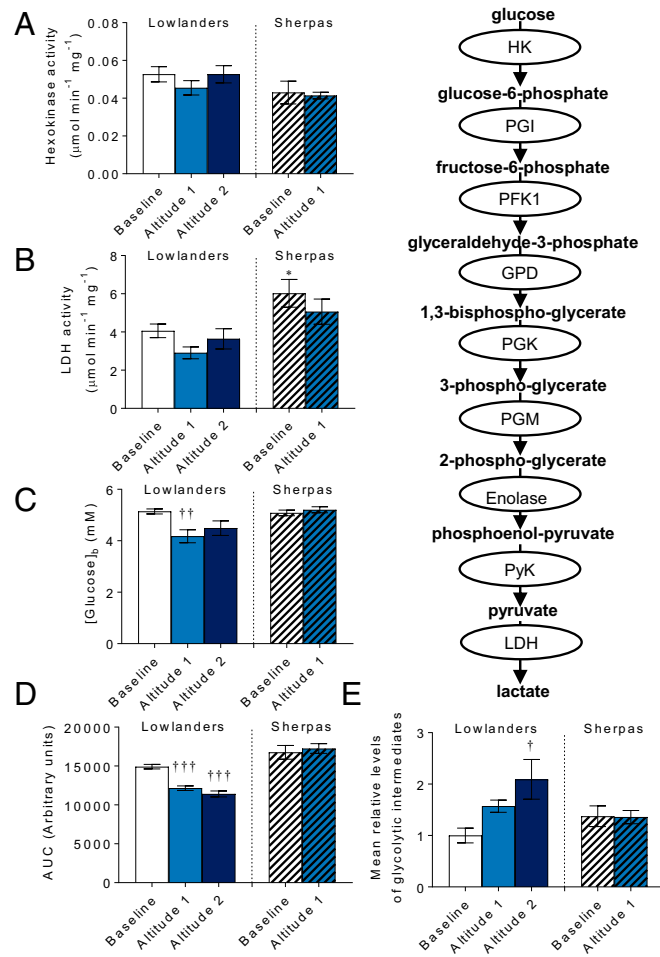 A
Lowlanders
Sherpas
Hexokinase activity
(μmol min⁻¹ mg⁻¹)
0.08
0.06
0.04
0.02
0.00
Baseline
Altitude 1
Altitude 2
Baseline
Altitude 1
B
Lowlanders
Sherpas
LDH activity
(μmol min⁻¹ mg⁻¹)
8
6
4
2
0
*
Baseline
Altitude 1
Altitude 2
Baseline
Altitude 1
C
Lowlanders
Sherpas
[Glucose]b (mM)
6
4
2
0
††
Baseline
Altitude 1
Altitude 2
Baseline
Altitude 1
D
Lowlanders
Sherpas
AUC (Arbitrary units)
20000
15000
10000
5000
0
†††
†††
Baseline
Altitude 1
Altitude 2
Baseline
Altitude 1
glucose
HK
glucose-6-phosphate
PGI
fructose-6-phosphate
PFK1
glyceraldehyde-3-phosphate
GPD
1,3-bisphospho-glycerate
PGK
3-phospho-glycerate
PGM
2-phospho-glycerate
Enolase
phosphoenol-pyruvate
PyK
pyruvate
LDH
lactate
E
Lowlanders
Sherpas
Mean relative levels
of glycolytic intermediates
3
2
1
0
†
Baseline
Altitude 1
Altitude 2
Baseline
Altitude 1